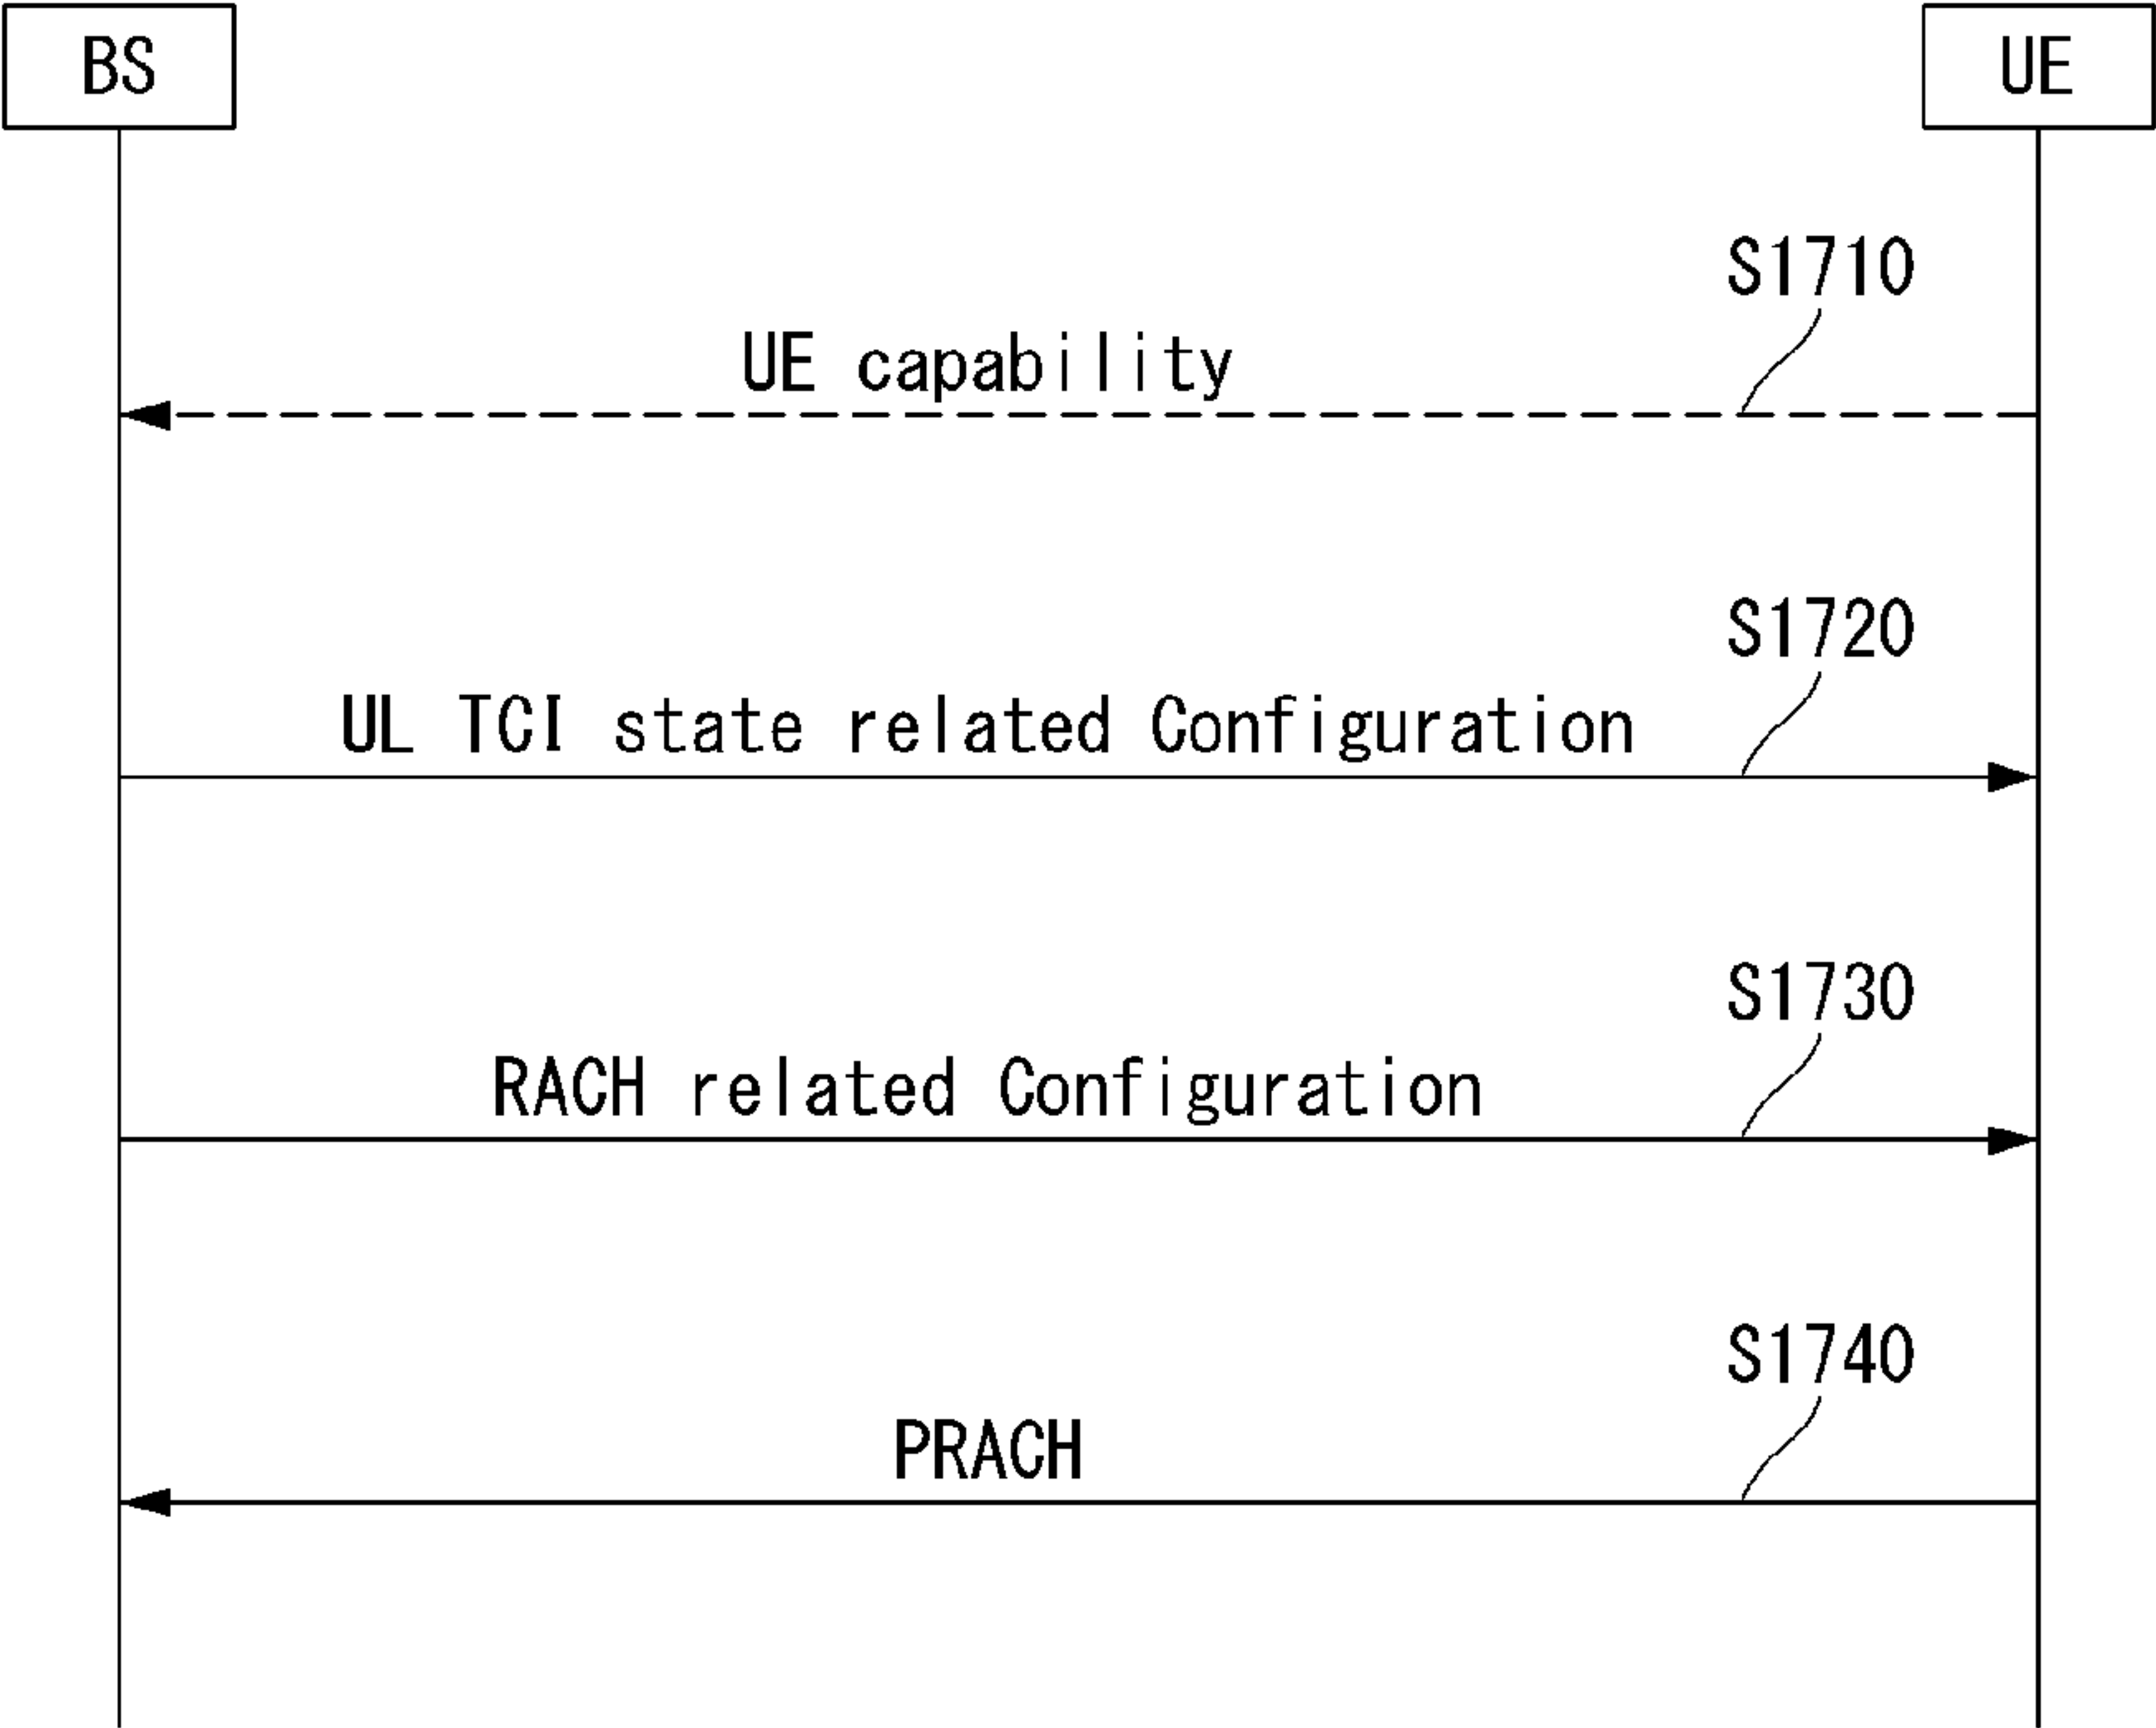 BS
UE
S1710
UE capability
S1720
UL TCI state related Configuration
S1730
RACH related Configuration
S1740
PRACH